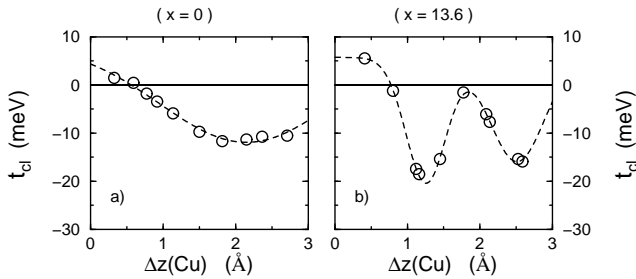 ( x = 0 )
( x = 13.6 )
10
0
−10
−20
−30
t_cl (meV)
a)
0 1 2 3
Δz(Cu) (Å)
10
0
−10
−20
−30
t_cl (meV)
b)
0 1 2 3
Δz(Cu) (Å)